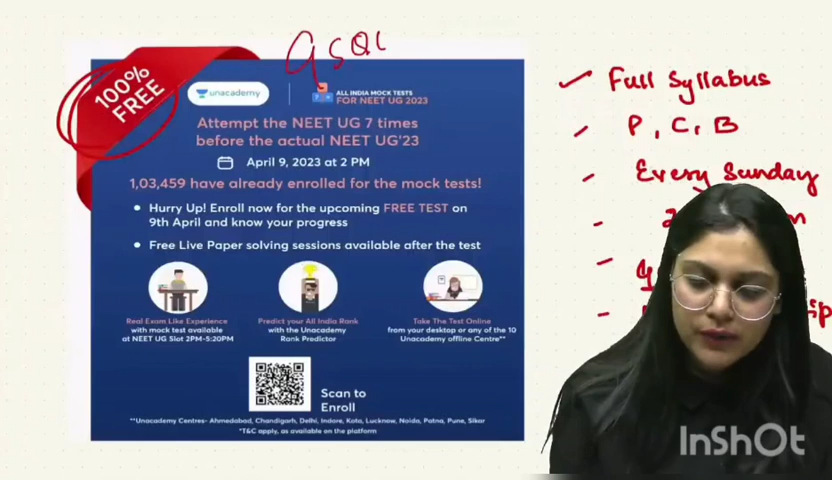 GSQL
100%
FREE
unacademy
ALL INDIA MOCK TESTS
FOR NEET UG 2023
Attempt the NEET UG 7 times
before the actual NEET UG'23
April 9, 2023 at 2 PM
1,03,459 have already enrolled for the mock tests!
• Hurry Up! Enroll now for the upcoming FREE TEST on
9th April and know your progress
• Free Live Paper solving sessions available after the test
Real Exam Like Experience
with mock test available
at NEET UG Slot 2PM-5:20PM
Predict your All India Rank
with the Unacademy
Rank Predictor
Take The Test Online
from your desktop or any of the 10
Unacademy offline Centre**
Scan to
Enroll
**Unacademy Centres- Ahmedabad, Chandigarh, Delhi, Indore, Kota, Lucknow, Noida, Patna, Pune, Sikar
*T&C apply, as available on the platform
Full Syllabus
P, C, B
Every Sunday
InShOt